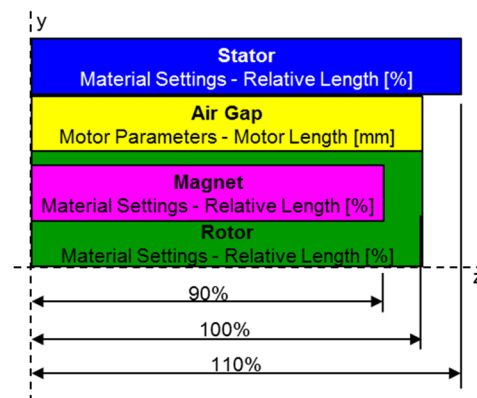 y
Stator
Material Settings - Relative Length [%]
Air Gap
Motor Parameters - Motor Length [mm]
Magnet
Material Settings - Relative Length [%]
Rotor
Material Settings - Relative Length [%]
z
90%
100%
110%